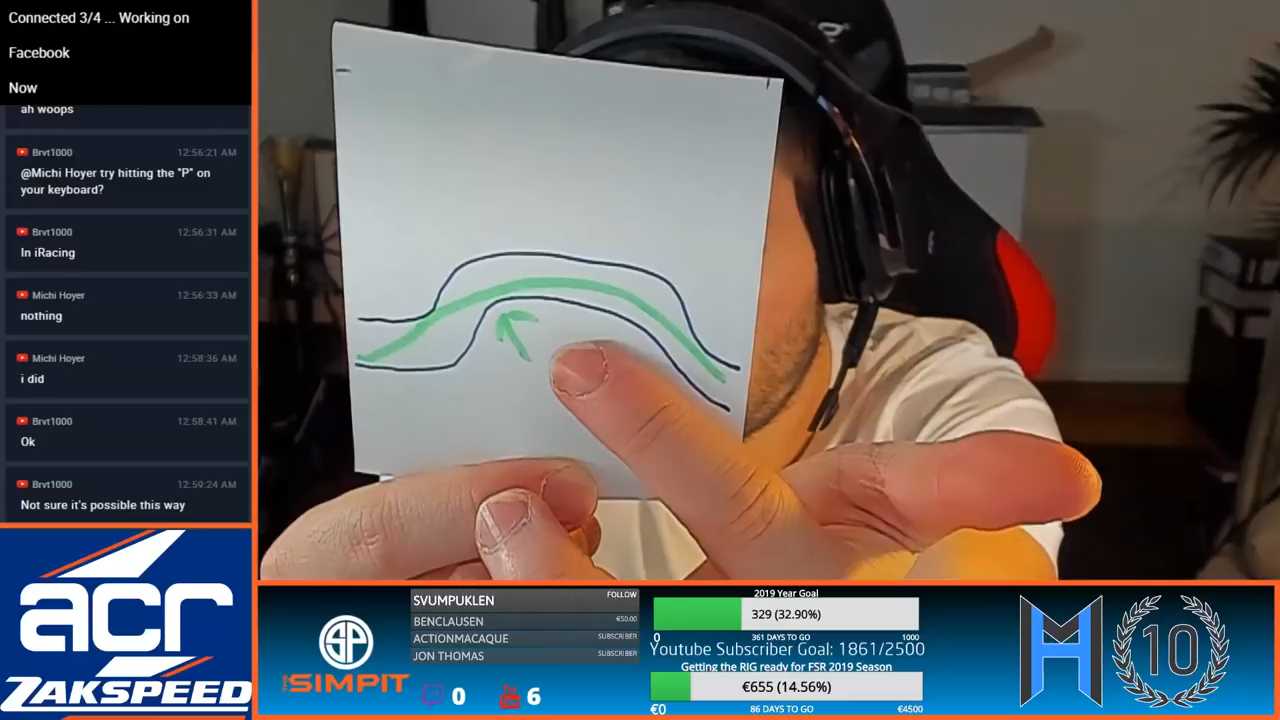 Connected 3/4 ... Working on
Facebook
Now
ah woops
Brvt1000 12:56:21 AM
@Michi Hoyer try hitting the "P" on
your keyboard?
Brvt1000 12:56:31 AM
In iRacing
Michi Hoyer 12:56:33 AM
nothing
Michi Hoyer 12:58:36 AM
i did
Brvt1000 12:58:41 AM
Ok
Brvt1000 12:59:24 AM
Not sure it's possible this way
acr
ZAKSPEED
SP
THE SIMPIT
SVUMPUKLEN FOLLOW
BENCLAUSEN €50.00
ACTIONMACAQUE SUBSCRIBER
JON THOMAS SUBSCRIBER
0 6
2019 Year Goal
329 (32.90%)
0 361 DAYS TO GO 1000
Youtube Subscriber Goal: 1861/2500
Getting the RIG ready for FSR 2019 Season
€655 (14.56%)
€0 86 DAYS TO GO €4500
H 10